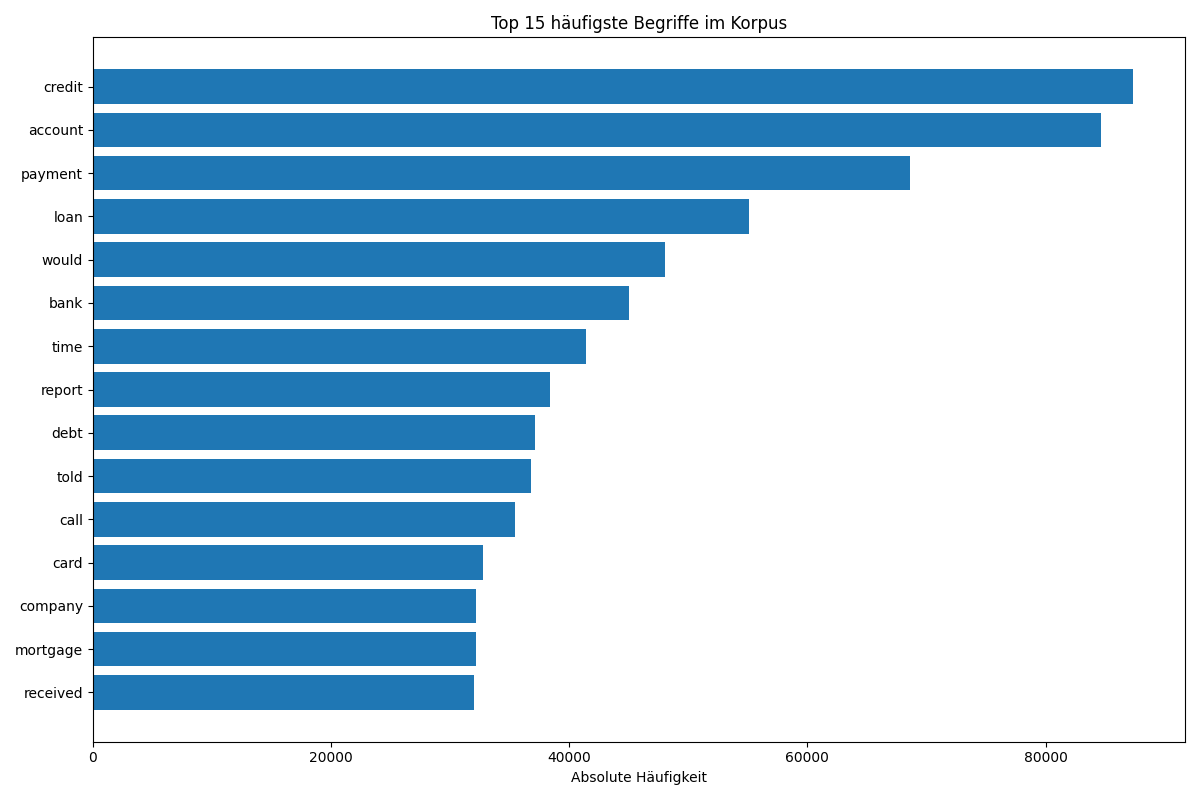 Top 15 häufigste Begriffe im Korpus
credit
account
payment
loan
would
bank
time
report
debt
told
call
card
company
mortgage
received
0 20000 40000 60000 80000
Absolute Häufigkeit